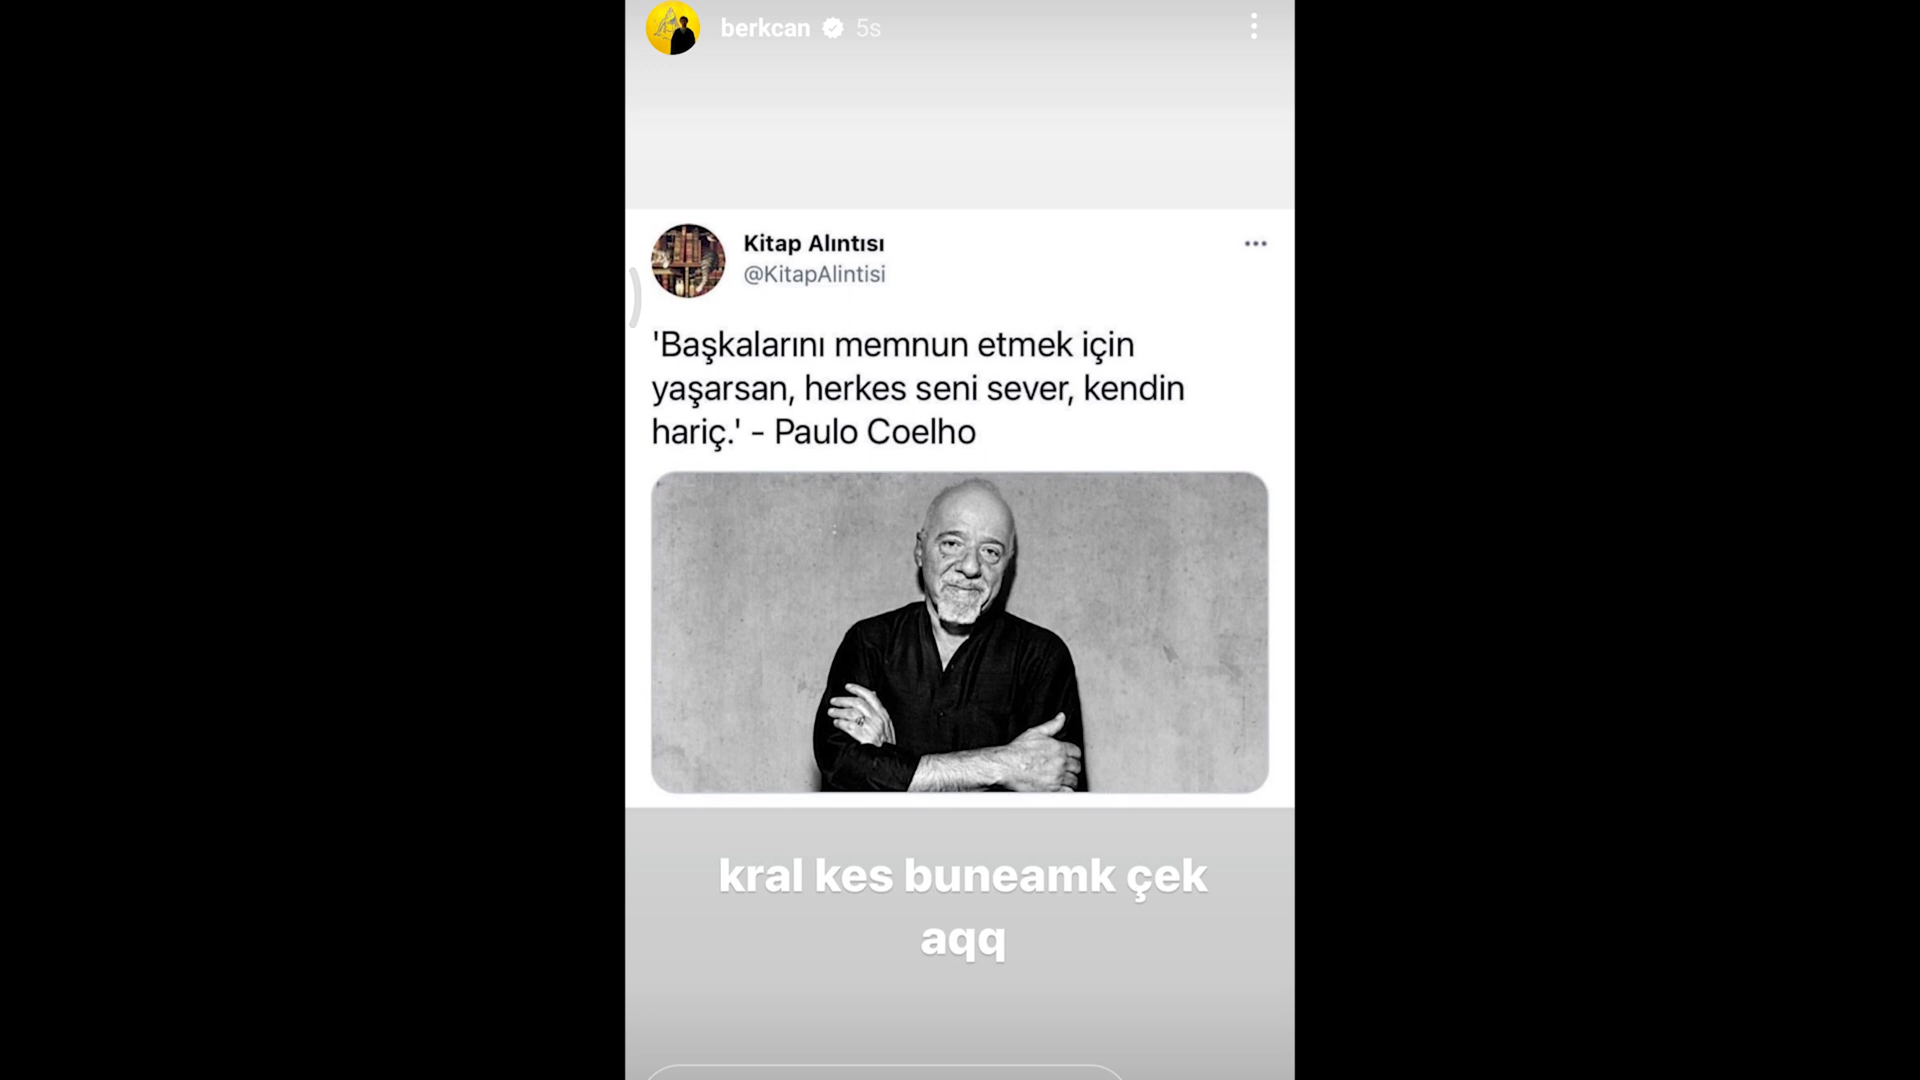 berkcan 5s
Kitap Alıntısı
@KitapAlintisi
'Başkalarını memnun etmek için
yaşarsan, herkes seni sever, kendin
hariç.' - Paulo Coelho
kral kes buneamk çek
aqq